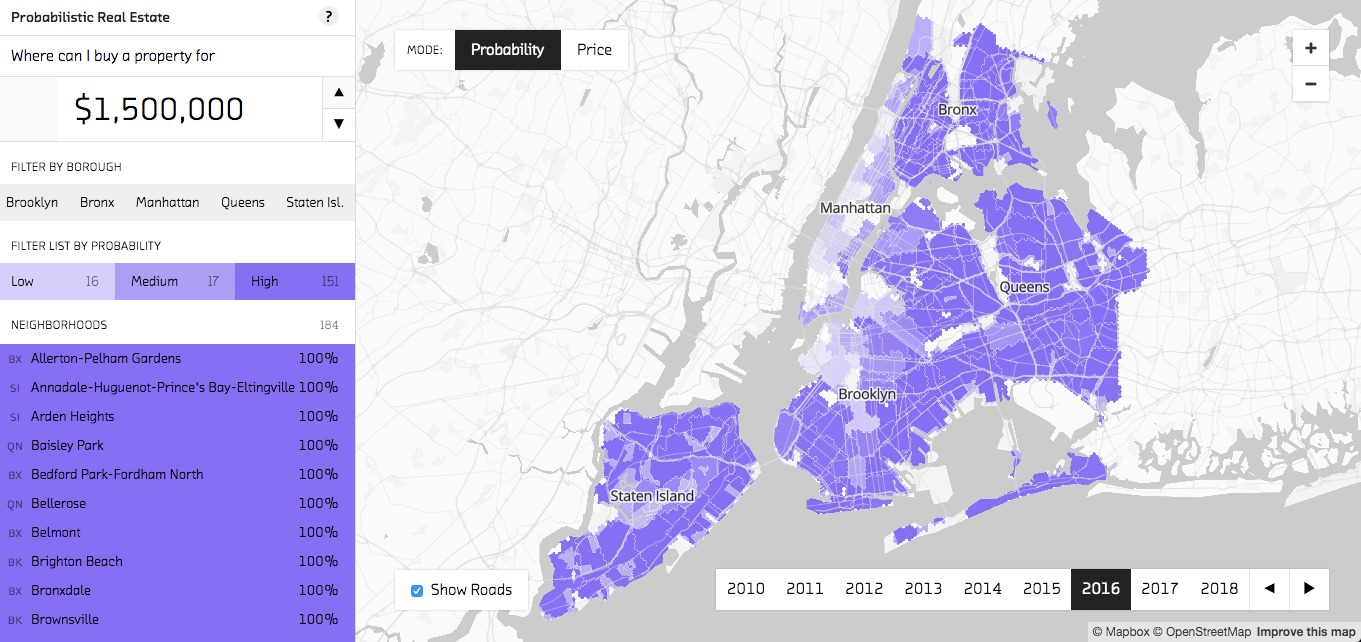 Probabilistic Real Estate ?
Where can I buy a property for
$1,500,000
▲
▼
FILTER BY BOROUGH
Brooklyn Bronx Manhattan Queens Staten Isl.
FILTER LIST BY PROBABILITY
Low 16 Medium 17 High 151
NEIGHBORHOODS 184
BX Allerton-Pelham Gardens 100%
SI Annadale-Huguenot-Prince's Bay-Eltingville 100%
SI Arden Heights 100%
QN Baisley Park 100%
BX Bedford Park-Fordham North 100%
QN Bellerose 100%
BX Belmont 100%
BK Brighton Beach 100%
BX Bronxdale 100%
BK Brownsville 100%
MODE: Probability Price
+
−
Bronx
Manhattan
Queens
Brooklyn
Staten Island
Show Roads
2010 2011 2012 2013 2014 2015 2016 2017 2018 ◀ ▶
© Mapbox © OpenStreetMap Improve this map